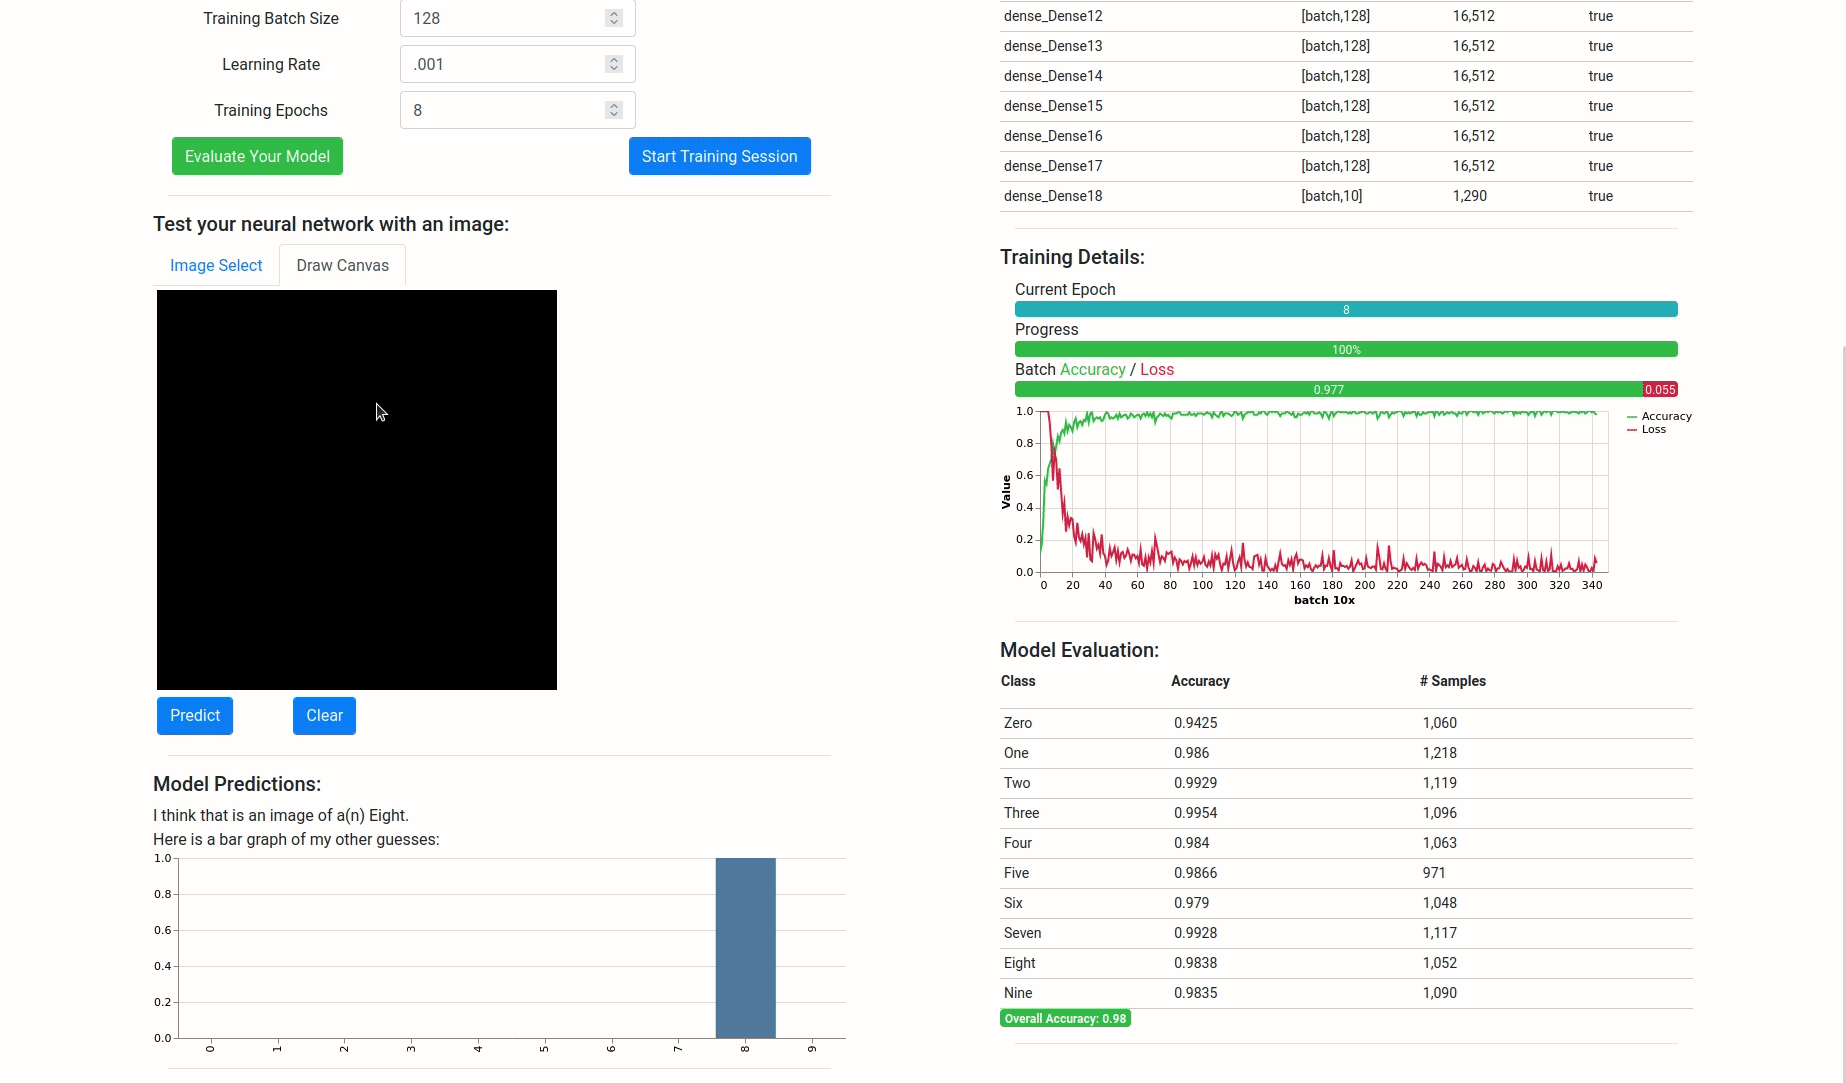 Training Batch Size 128
Learning Rate .001
Training Epochs 8
Evaluate Your Model Start Training Session
Test your neural network with an image:
Image Select Draw Canvas
Predict Clear
Model Predictions:
I think that is an image of a(n) Eight.
Here is a bar graph of my other guesses:
1.0
0.8
0.6
0.4
0.2
0.0
0 1 2 3 4 5 6 7 8 9
dense_Dense12 [batch,128] 16,512 true
dense_Dense13 [batch,128] 16,512 true
dense_Dense14 [batch,128] 16,512 true
dense_Dense15 [batch,128] 16,512 true
dense_Dense16 [batch,128] 16,512 true
dense_Dense17 [batch,128] 16,512 true
dense_Dense18 [batch,10] 1,290 true
Training Details:
Current Epoch
8
Progress
100%
Batch Accuracy / Loss
0.977 0.055
1.0
0.8
0.6
0.4
0.2
0.0
Value
0 20 40 60 80 100 120 140 160 180 200 220 240 260 280 300 320 340
batch 10x
Accuracy
Loss
Model Evaluation:
Class Accuracy # Samples
Zero 0.9425 1,060
One 0.986 1,218
Two 0.9929 1,119
Three 0.9954 1,096
Four 0.984 1,063
Five 0.9866 971
Six 0.979 1,048
Seven 0.9928 1,117
Eight 0.9838 1,052
Nine 0.9835 1,090
Overall Accuracy: 0.98